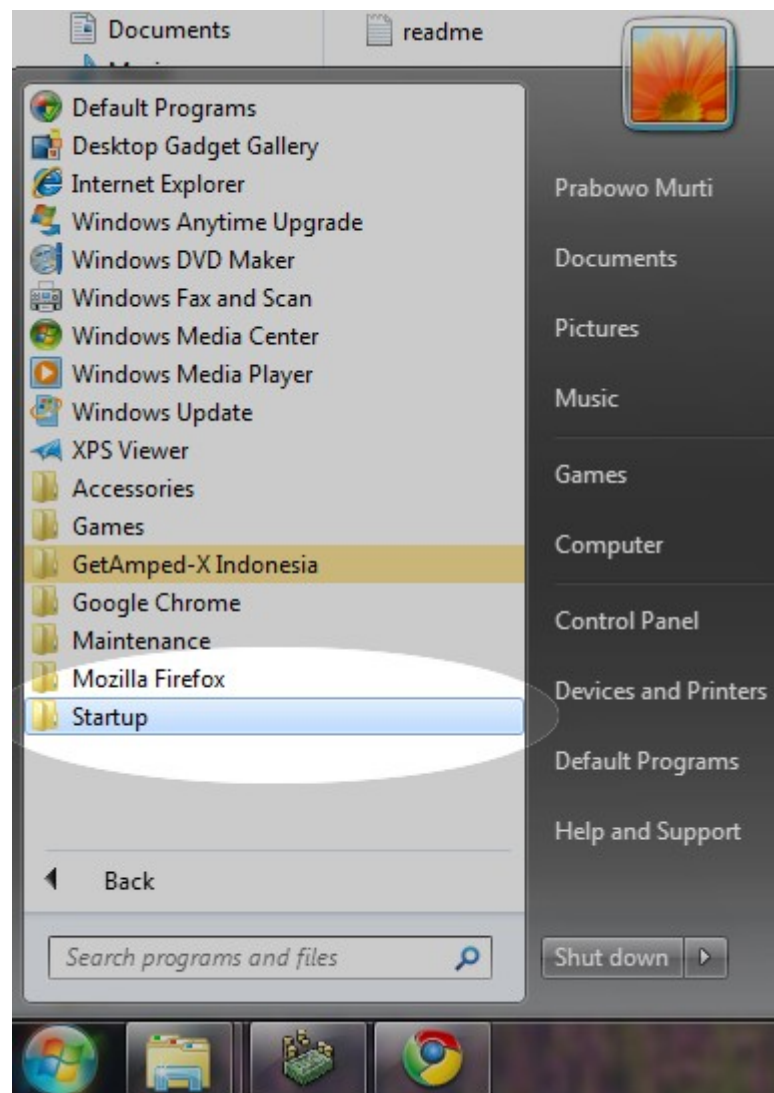 Documents
readme
Default Programs
Desktop Gadget Gallery
Internet Explorer
Windows Anytime Upgrade
Windows DVD Maker
Windows Fax and Scan
Windows Media Center
Windows Media Player
Windows Update
XPS Viewer
Accessories
Games
GetAmped-X Indonesia
Google Chrome
Maintenance
Mozilla Firefox
Startup
Back
Search programs and files
Prabowo Murti
Documents
Pictures
Music
Games
Computer
Control Panel
Devices and Printers
Default Programs
Help and Support
Shut down